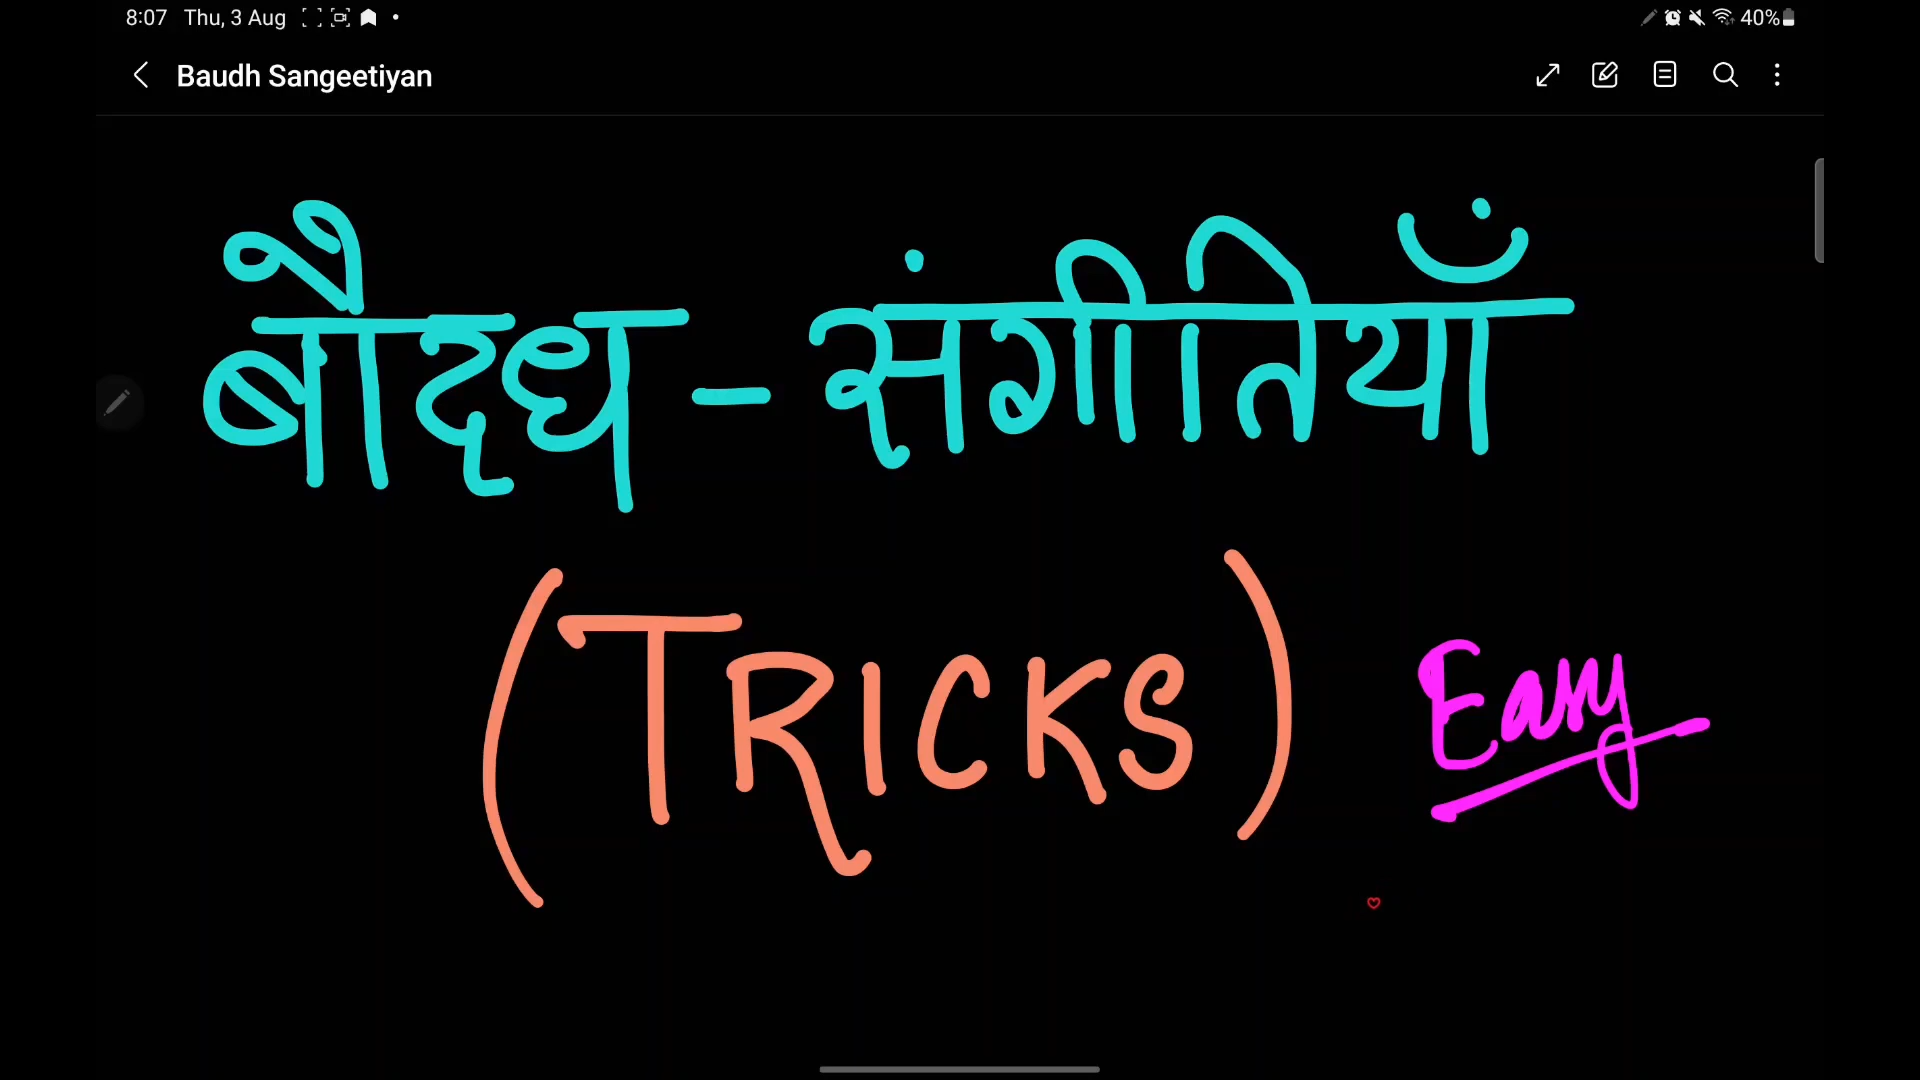 8:07 Thu, 3 Aug 40%
Baudh Sangeetiyan
बौद्ध - संगीतियाँ
(TRICKS) Easy